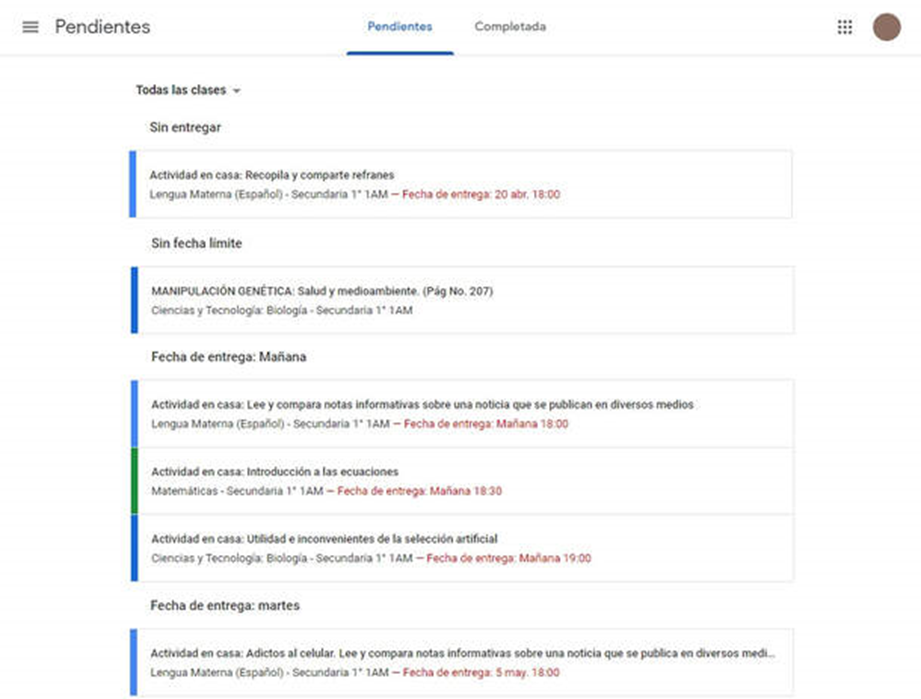 Pendientes
Pendientes
Completada
Todas las clases
Sin entregar
Actividad en casa: Recopila y comparte refranes
Lengua Materna (Español) - Secundaria 1° 1AM — Fecha de entrega: 20 abr. 18:00
Sin fecha límite
MANIPULACIÓN GENÉTICA: Salud y medioambiente. (Pág No. 207)
Ciencias y Tecnología: Biología - Secundaria 1° 1AM
Fecha de entrega: Mañana
Actividad en casa: Lee y compara notas informativas sobre una noticia que se publican en diversos medios
Lengua Materna (Español) - Secundaria 1° 1AM — Fecha de entrega: Mañana 18:00
Actividad en casa: Introducción a las ecuaciones
Matemáticas - Secundaria 1° 1AM — Fecha de entrega: Mañana 18:30
Actividad en casa: Utilidad e inconvenientes de la selección artificial
Ciencias y Tecnología: Biología - Secundaria 1° 1AM — Fecha de entrega: Mañana 19:00
Fecha de entrega: martes
Actividad en casa: Adictos al celular. Lee y compara notas informativas sobre una noticia que se publica en diversos medi...
Lengua Materna (Español) - Secundaria 1° 1AM — Fecha de entrega: 5 may. 18:00